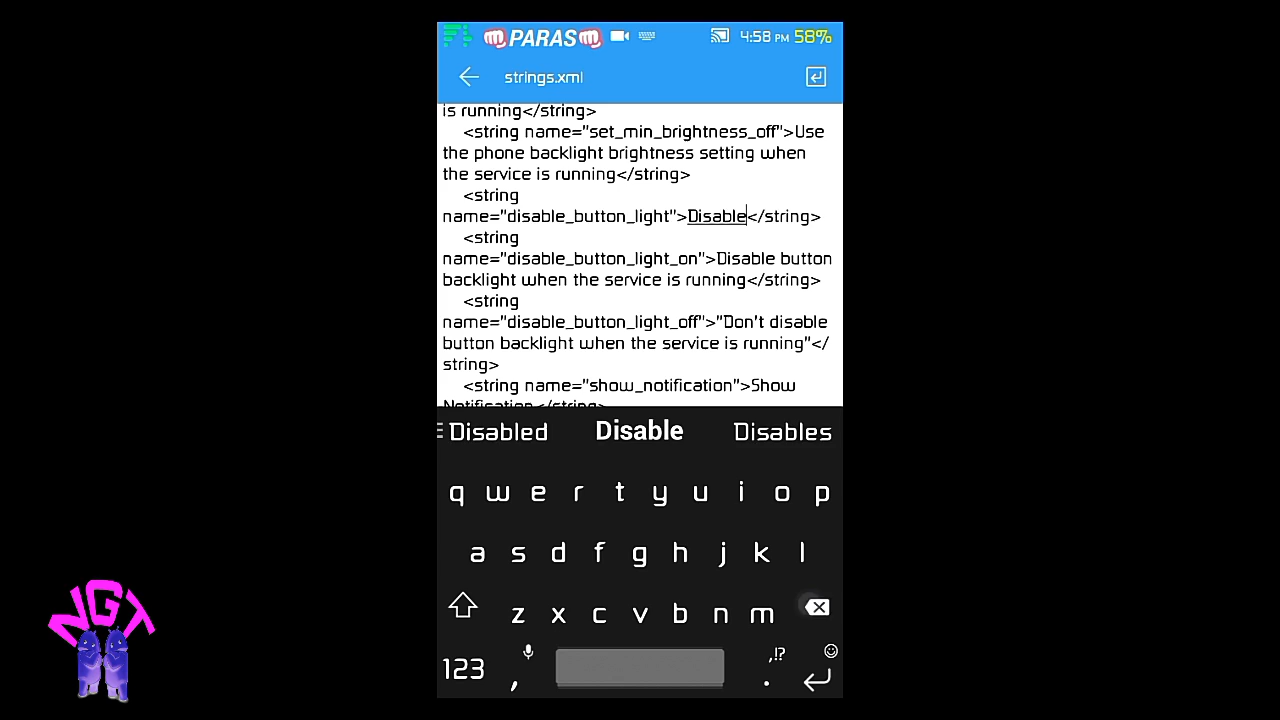 PARAS
4:58 PM 58%
strings.xml
is running</string>
<string name="set_min_brightness_off">Use
the phone backlight brightness setting when
the service is running</string>
<string
name="disable_button_light">Disable</string>
<string
name="disable_button_light_on">Disable button
backlight when the service is running</string>
<string
name="disable_button_light_off">"Don't disable
button backlight when the service is running"</
string>
<string name="show_notification">Show
Notification</string>
Disabled Disable Disables
q w e r t y u i o p
a s d f g h j k l
z x c v b n m
123 , ,!? .
NGT